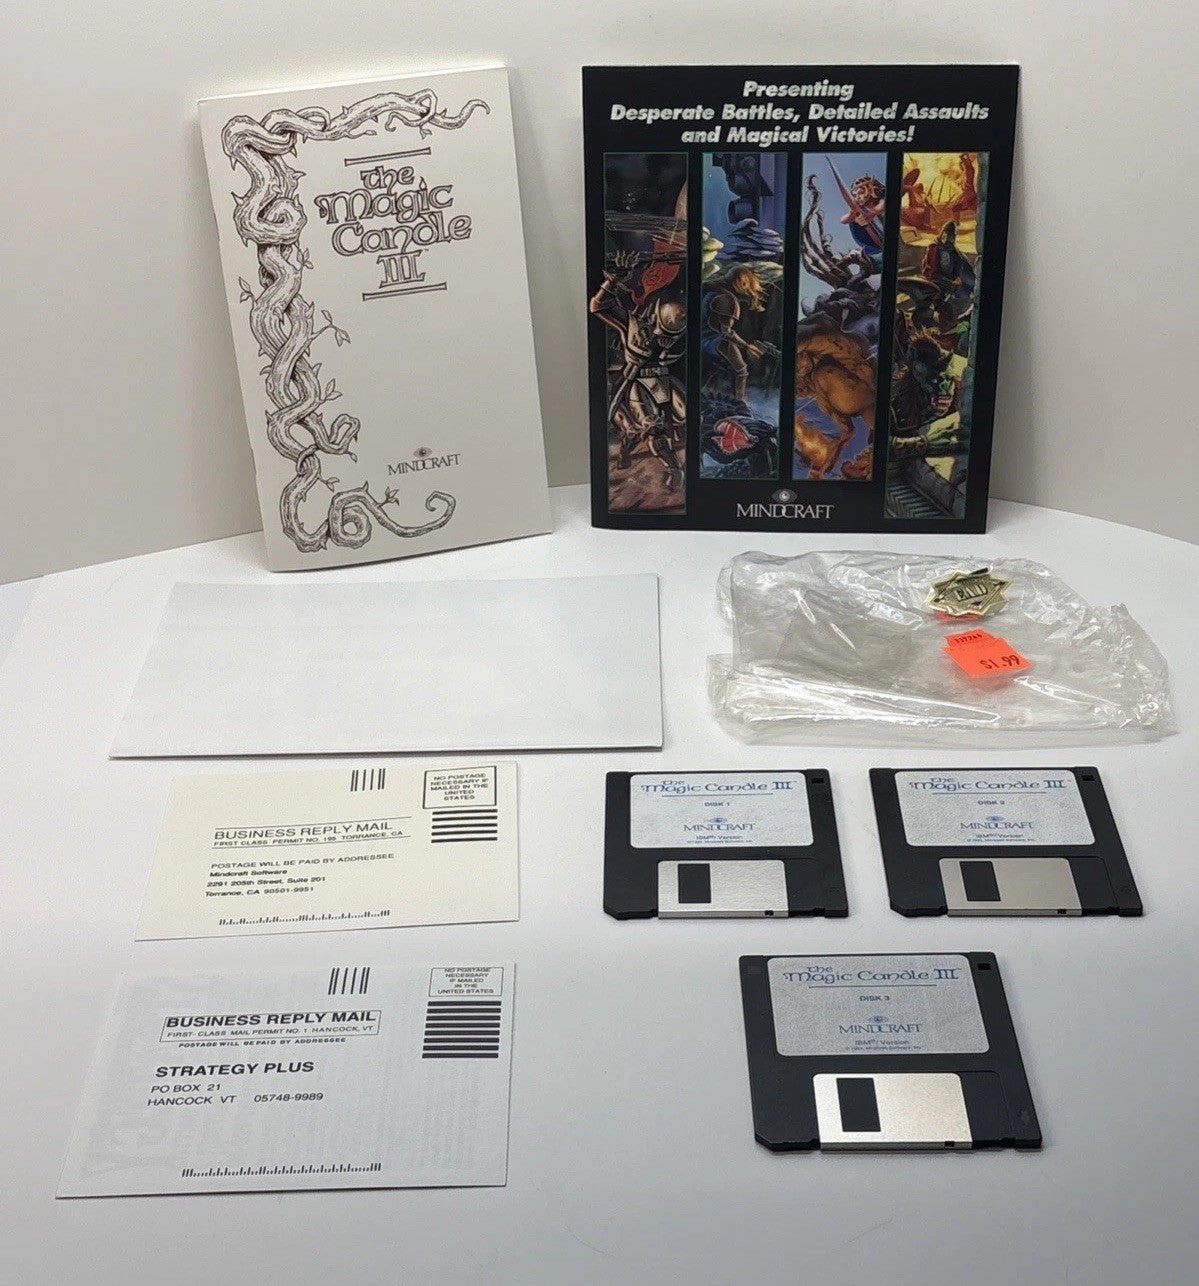 the
Magic
Candle
III
MINDCRAFT
Presenting
Desperate Battles, Detailed Assaults
and Magical Victories!
MINDCRAFT
$1.99
NO POSTAGE
NECESSARY IF
MAILED IN THE
UNITED
STATES
BUSINESS REPLY MAIL
FIRST CLASS PERMIT NO. 195 TORRANCE, CA
POSTAGE WILL BE PAID BY ADDRESSEE
Mindcraft Software
2291 205th Street, Suite 201
Torrance, CA 90501-9951
the
Magic Candle III
DISK 1
MINDCRAFT
IBM®/ Version
the
Magic Candle III
DISK 2
MINDCRAFT
IBM®/ Version
NO POSTAGE
NECESSARY
IF MAILED
IN THE
UNITED STATES
BUSINESS REPLY MAIL
FIRST- CLASS MAIL PERMIT NO. 1 HANCOCK, VT
POSTAGE WILL BE PAID BY ADDRESSEE
STRATEGY PLUS
PO BOX 21
HANCOCK VT 05748-9989
the
Magic Candle III
DISK 3
MINDCRAFT
IBM®/ Version